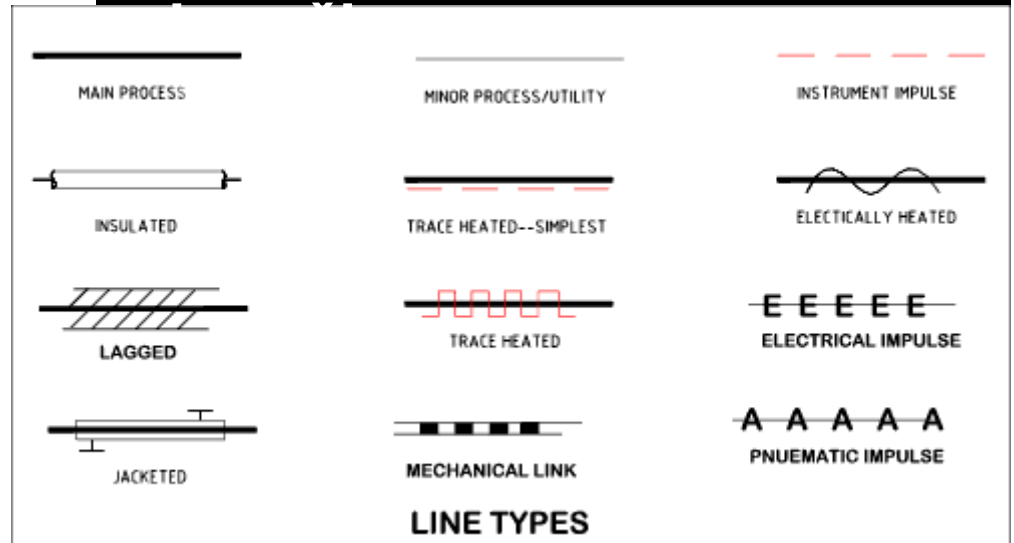 MAIN PROCESS
MINOR PROCESS/UTILITY
INSTRUMENT IMPULSE
INSULATED
TRACE HEATED--SIMPLEST
ELECTICALLY HEATED
LAGGED
TRACE HEATED
E E E E E
ELECTRICAL IMPULSE
JACKETED
MECHANICAL LINK
A A A A A
PNUEMATIC IMPULSE
LINE TYPES